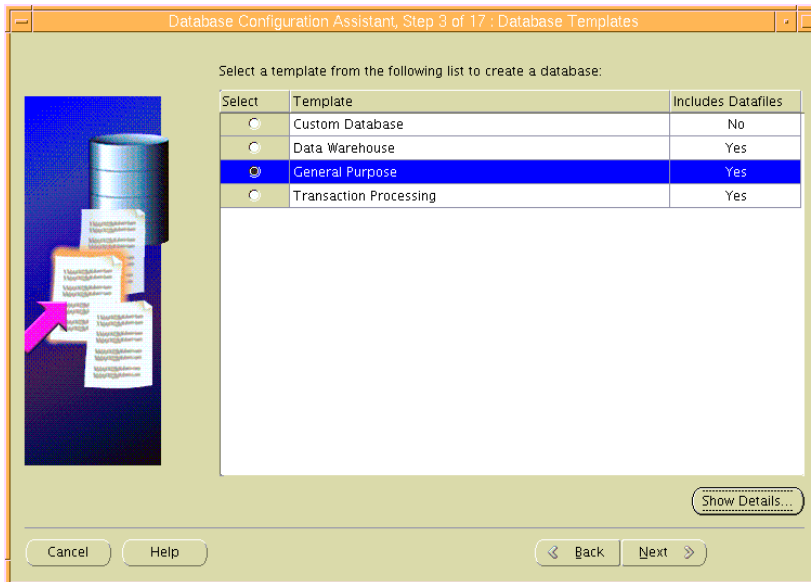 Database Configuration Assistant, Step 3 of 17 : Database Templates
Select a template from the following list to create a database:
Select Template Includes Datafiles
Custom Database No
Data Warehouse Yes
General Purpose Yes
Transaction Processing Yes
Show Details...
Cancel Help Back Next